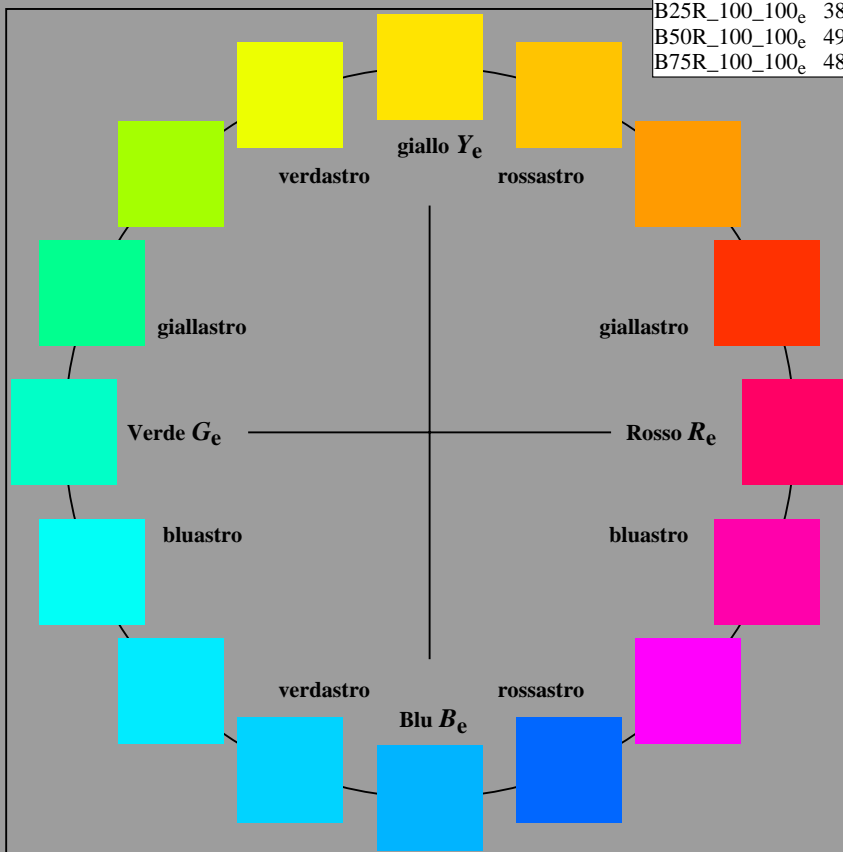 B25R_100_100e 38
B50R_100_100e 49
B75R_100_100e 48
giallo Ye
verdastro rossastro
giallastro giallastro
Verde Ge Rosso Re
bluastro bluastro
verdastro rossastro
Blu Be